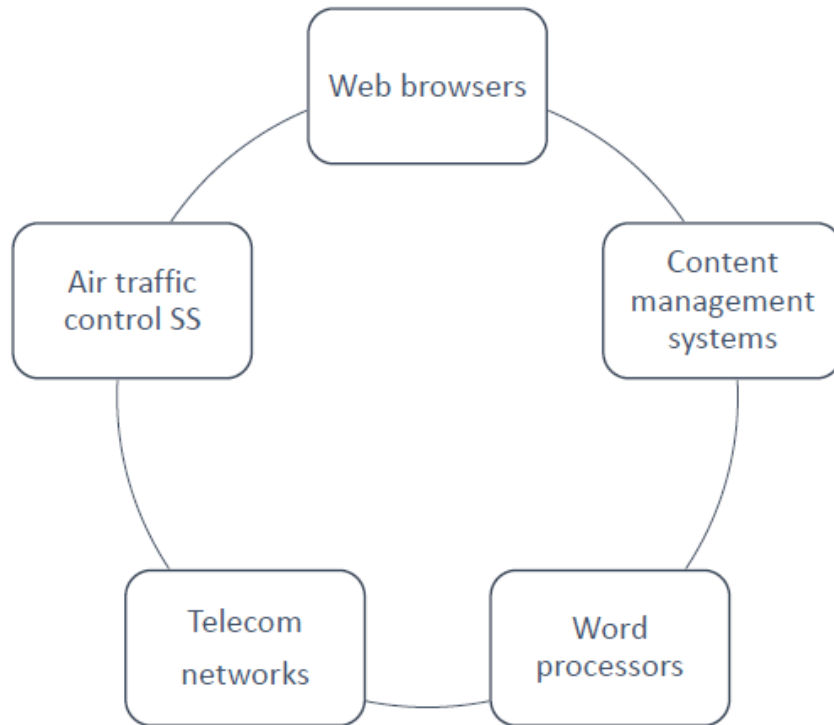 Web browsers
Content
management
systems
Word
processors
Telecom
networks
Air traffic
control SS